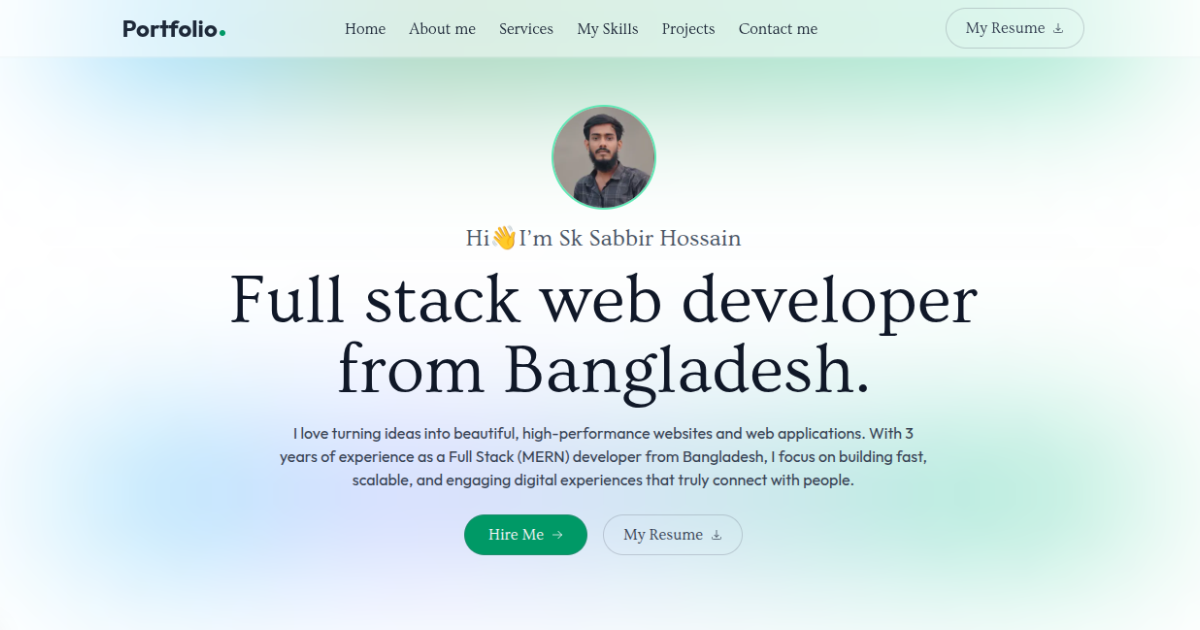 Portfolio.
Home About me Services My Skills Projects Contact me
My Resume
Hi👋I'm Sk Sabbir Hossain
Full stack web developer
from Bangladesh.
I love turning ideas into beautiful, high-performance websites and web applications. With 3
years of experience as a Full Stack (MERN) developer from Bangladesh, I focus on building fast,
scalable, and engaging digital experiences that truly connect with people.
Hire Me →
My Resume